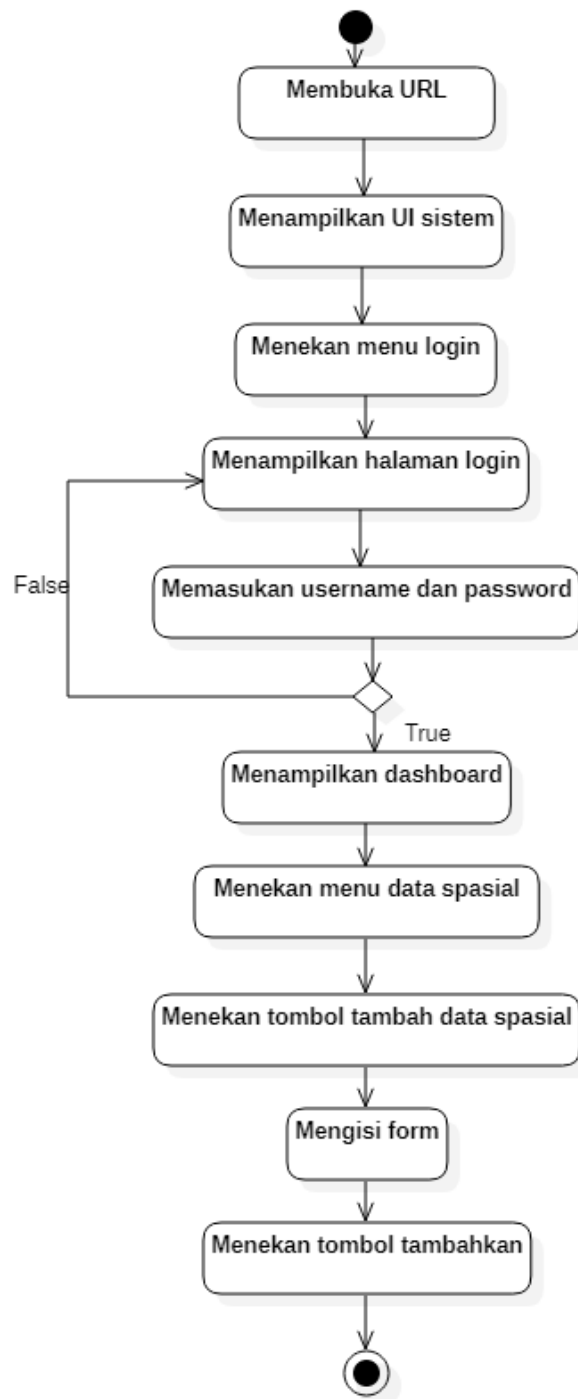 Membuka URL
Menampilkan UI sistem
Menekan menu login
Menampilkan halaman login
False
Memasukan username dan password
True
Menampilkan dashboard
Menekan menu data spasial
Menekan tombol tambah data spasial
Mengisi form
Menekan tombol tambahkan